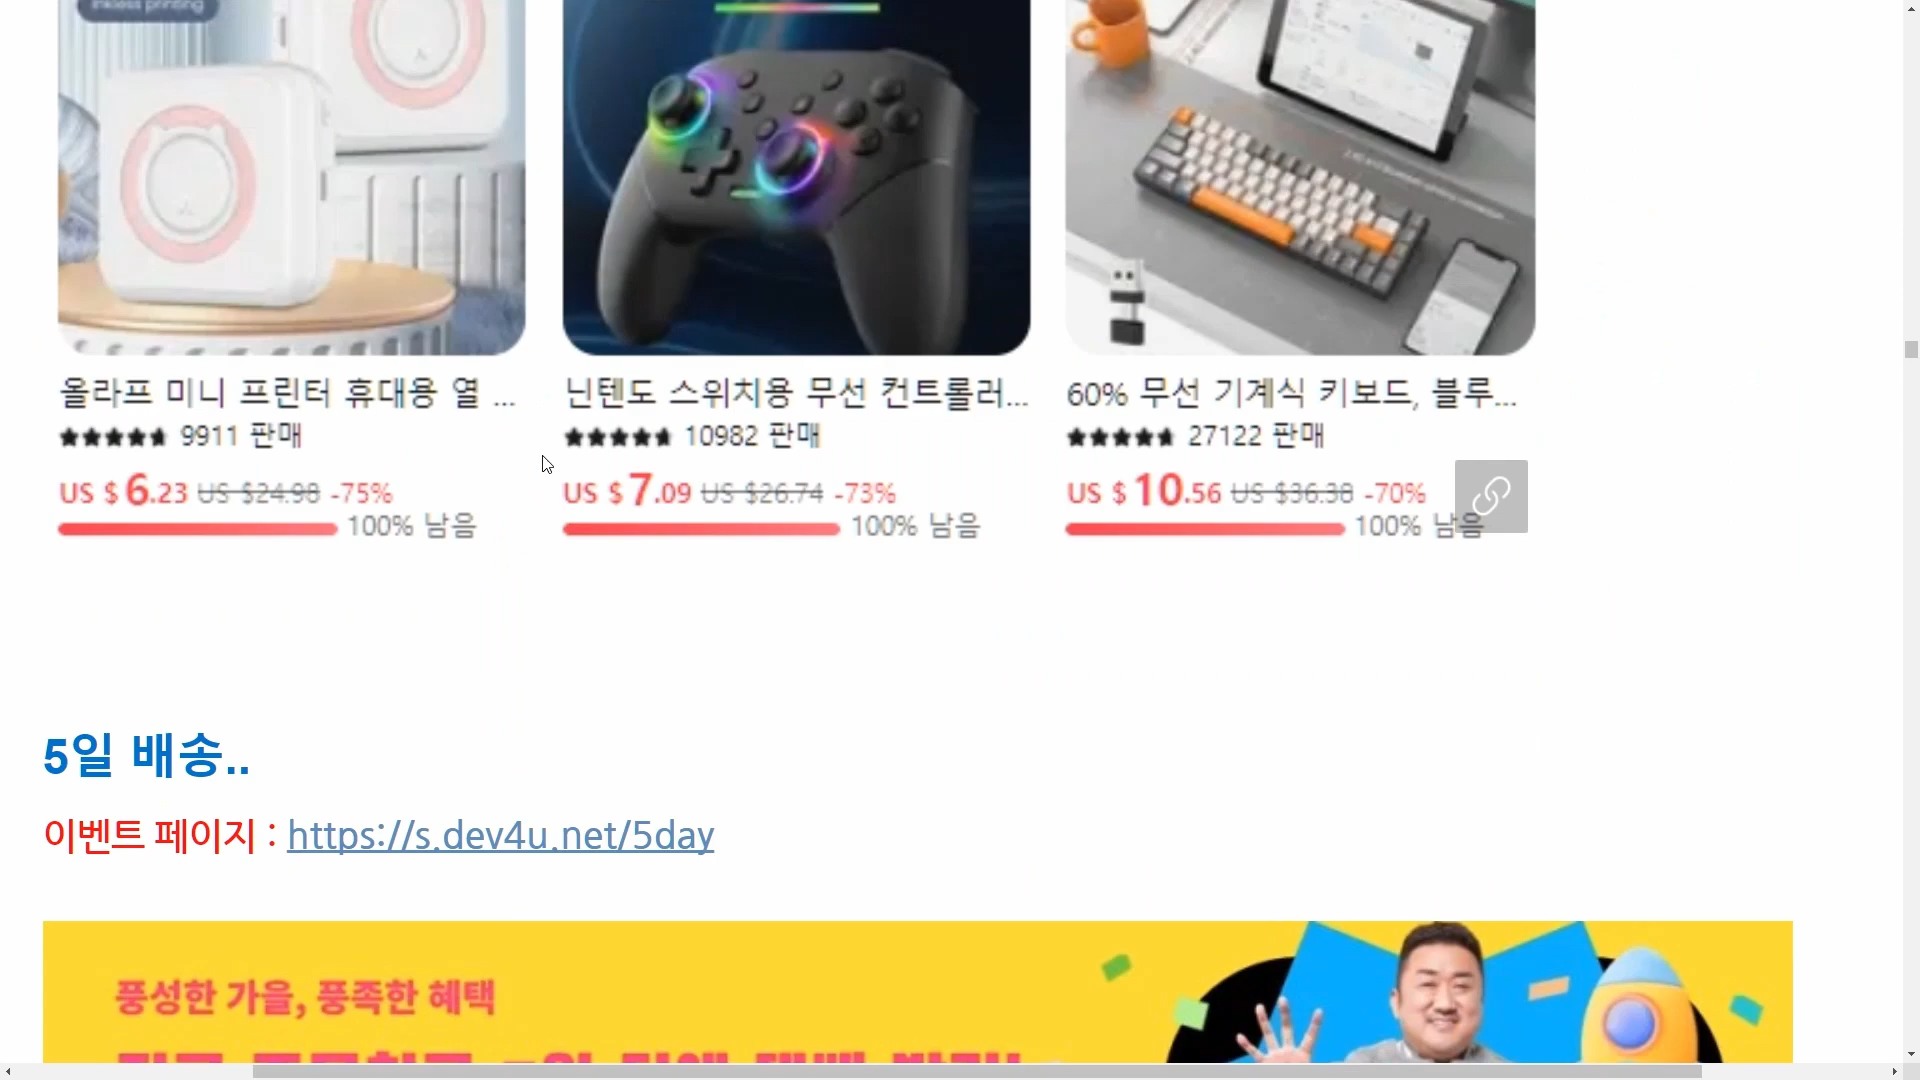 inkless printing
올라프 미니 프린터 휴대용 열 ...
닌텐도 스위치용 무선 컨트롤러...
60% 무선 기계식 키보드, 블루...
9911 판매
10982 판매
27122 판매
US $6.23 US $24.98 -75%
US $7.09 US $26.74 -73%
US $10.56 US $36.38 -70%
100% 남음
100% 남음
100% 남음
5일 배송..
이벤트 페이지 : https://s.dev4u.net/5day
풍성한 가을, 풍족한 혜택